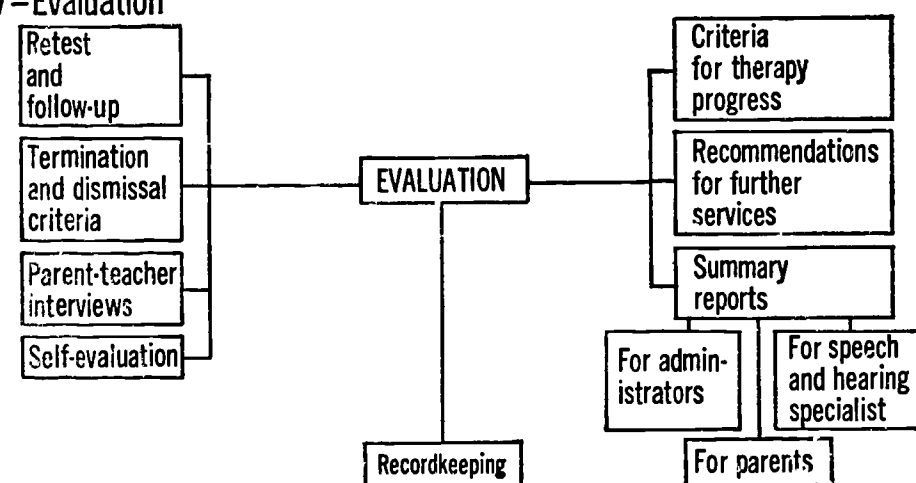 –Evaluation
Retest
and
follow-up
Termination
and dismissal
criteria
Parent-teacher
interviews
Self-evaluation
EVALUATION
Recordkeeping
Criteria
for therapy
progress
Recommendations
for further
services
Summary
reports
For admin-
istrators
For speech
and hearing
specialist
For parents